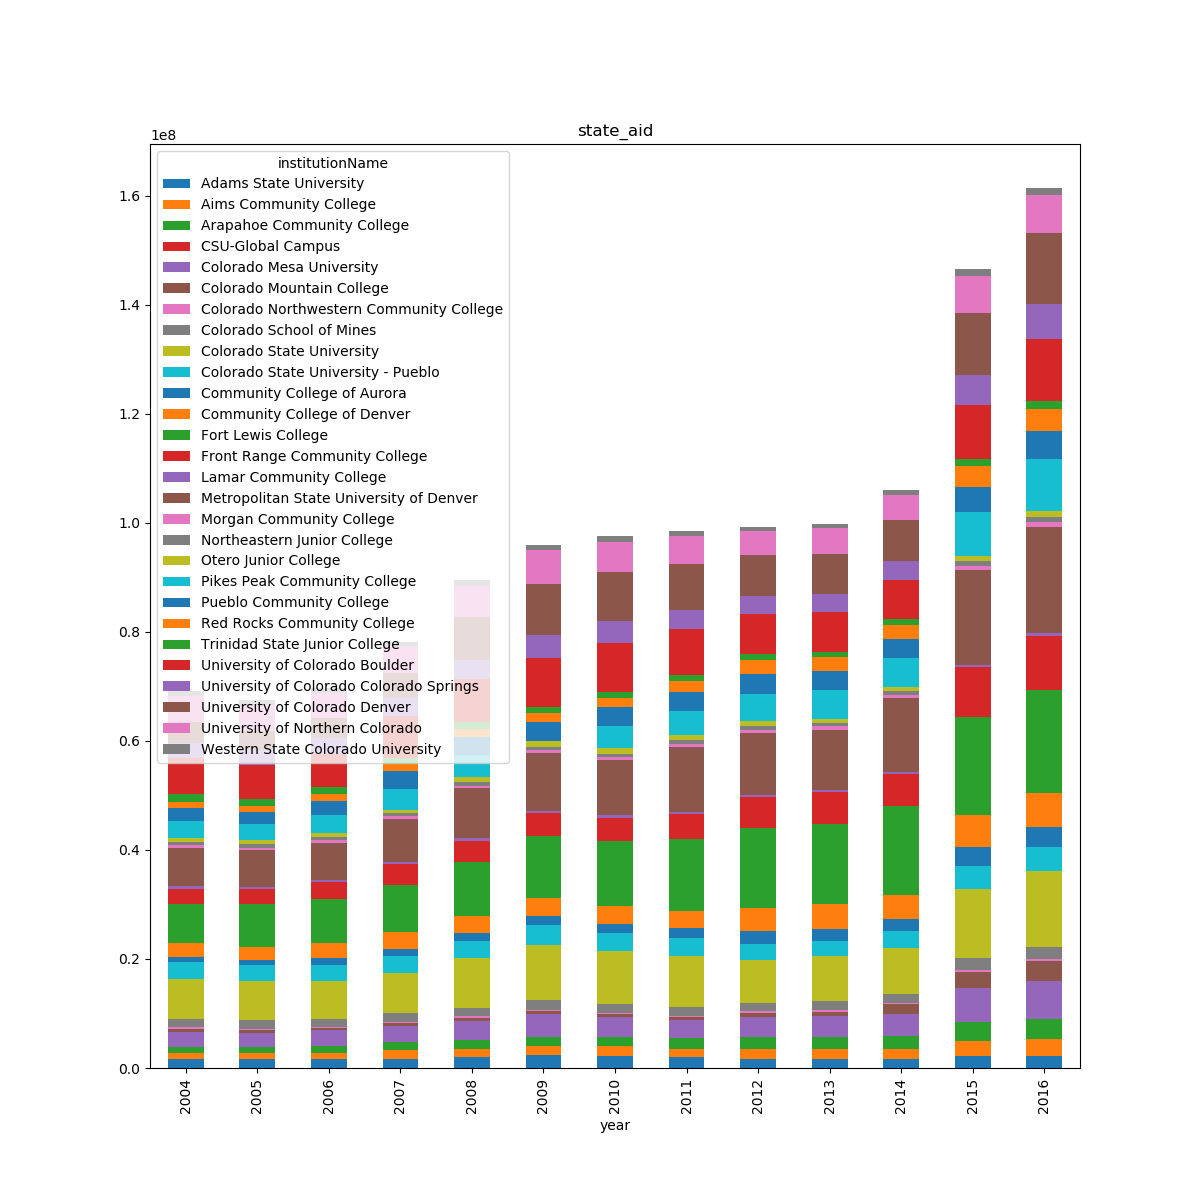 state_aid
1e8
institutionName
Adams State University
Aims Community College
Arapahoe Community College
CSU-Global Campus
Colorado Mesa University
Colorado Mountain College
Colorado Northwestern Community College
Colorado School of Mines
Colorado State University
Colorado State University - Pueblo
Community College of Aurora
Community College of Denver
Fort Lewis College
Front Range Community College
Lamar Community College
Metropolitan State University of Denver
Morgan Community College
Northeastern Junior College
Otero Junior College
Pikes Peak Community College
Pueblo Community College
Red Rocks Community College
Trinidad State Junior College
University of Colorado Boulder
University of Colorado Colorado Springs
University of Colorado Denver
University of Northern Colorado
Western State Colorado University
1.6
1.4
1.2
1.0
0.8
0.6
0.4
0.2
0.0
2004
2005
2006
2007
2008
2009
2010
2011
2012
2013
2014
2015
2016
year